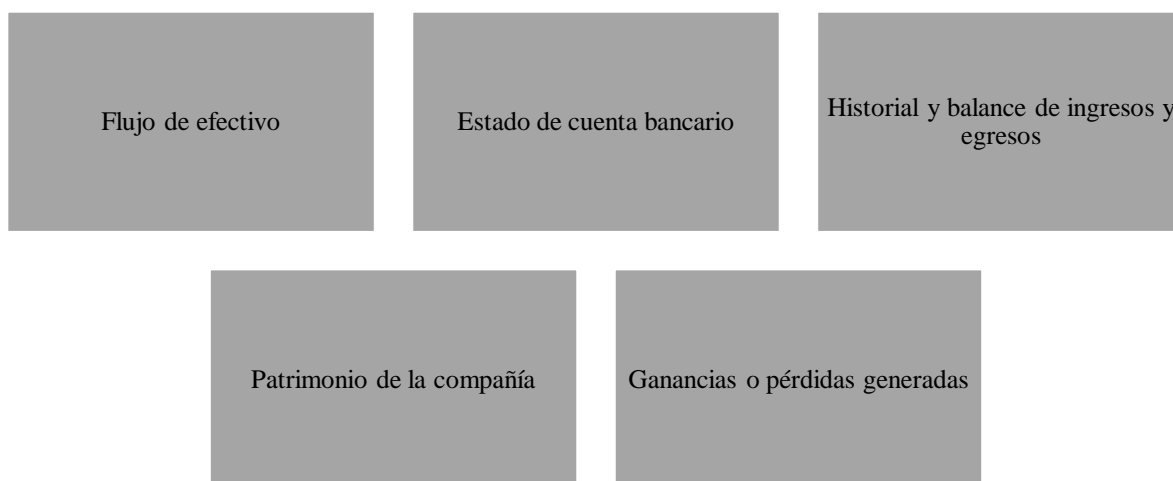 Flujo de efectivo
Estado de cuenta bancario
Historial y balance de ingresos y
egresos
Patrimonio de la compañía
Ganancias o pérdidas generadas